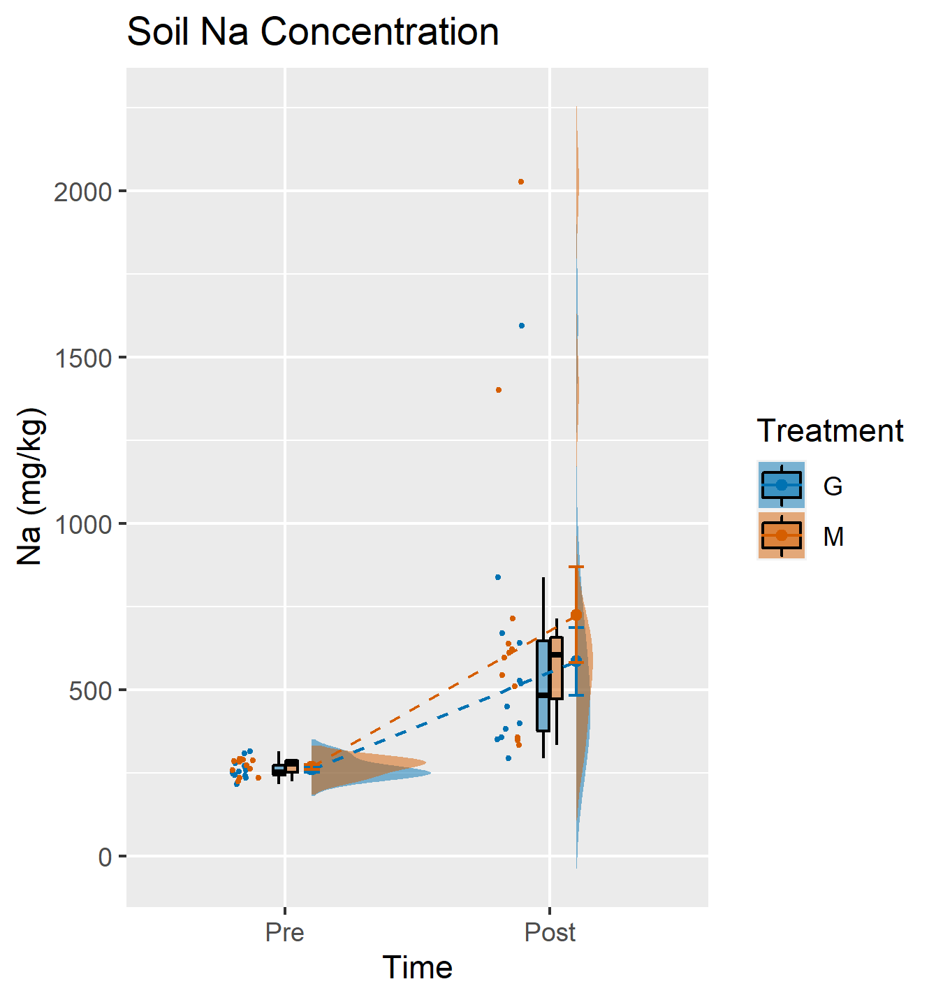 Soil Na Concentration
2000
1500
1000
500
0
Na (mg/kg)
Pre
Post
Time
Treatment
G
M